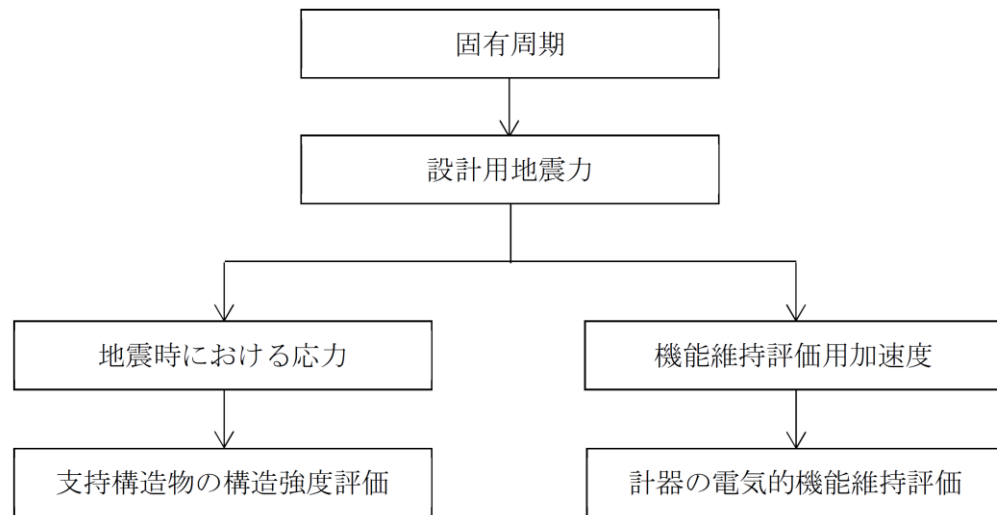 固有周期
設計用地震力
地震時における応力
機能維持評価用加速度
支持構造物の構造強度評価
計器の電気的機能維持評価